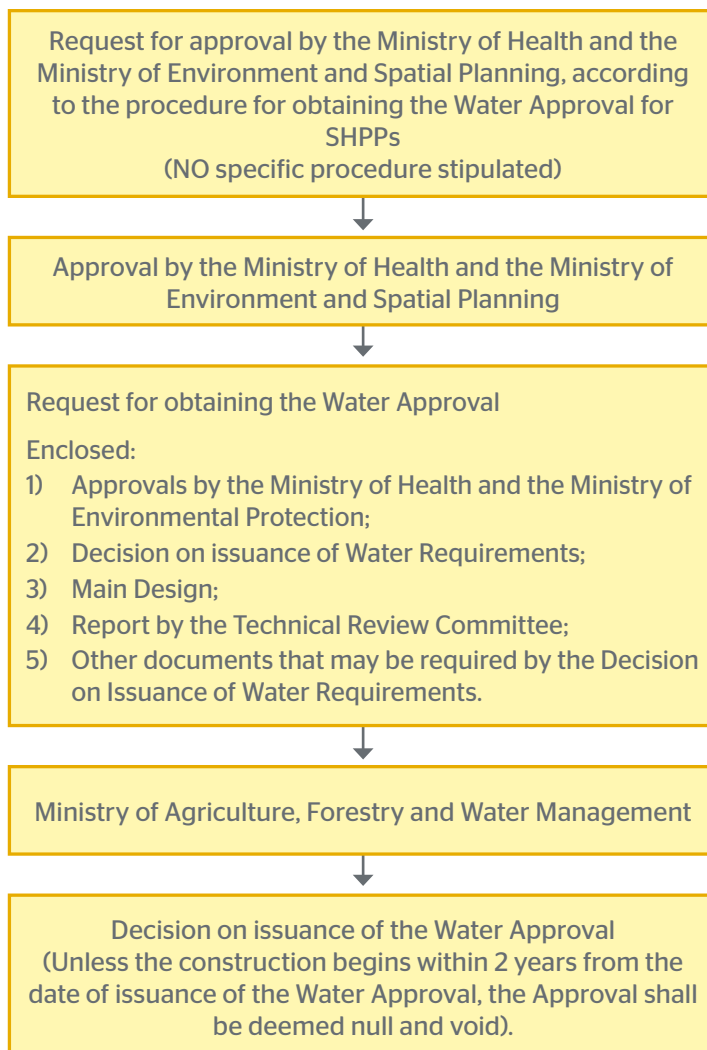 Request for approval by the Ministry of Health and the
Ministry of Environment and Spatial Planning, according
to the procedure for obtaining the Water Approval for
SHPPs
(NO specific procedure stipulated)
Approval by the Ministry of Health and the Ministry of
Environment and Spatial Planning
Request for obtaining the Water Approval
Enclosed:
1) Approvals by the Ministry of Health and the Ministry of
Environmental Protection;
2) Decision on issuance of Water Requirements;
3) Main Design;
4) Report by the Technical Review Committee;
5) Other documents that may be required by the Decision
on Issuance of Water Requirements.
Ministry of Agriculture, Forestry and Water Management
Decision on issuance of the Water Approval
(Unless the construction begins within 2 years from the
date of issuance of the Water Approval, the Approval shall
be deemed null and void).